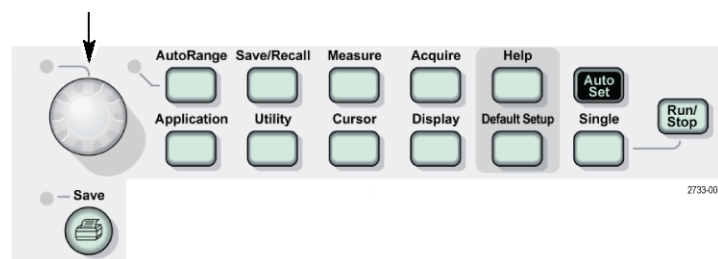 AutoRange Save/Recall Measure Acquire Help
Auto
Set
Run/
Stop
Application Utility Cursor Display Default Setup Single
2733-00
Save